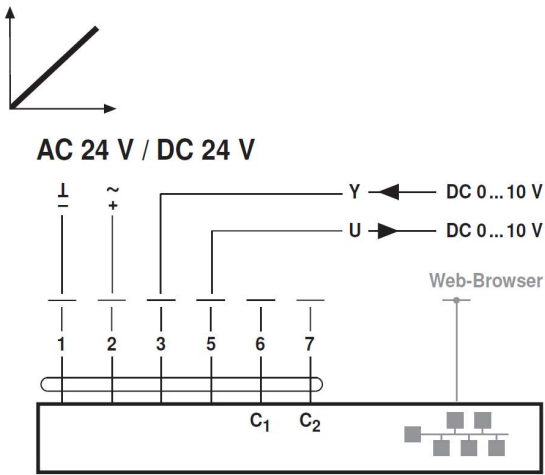 AC 24 V / DC 24 V
⊥ ~
– +
Y DC 0...10 V
U DC 0...10 V
Web-Browser
1 2 3 5 6 7
C1 C2